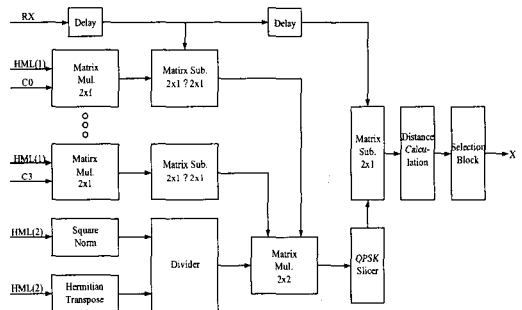 RX
Delay
Delay
HML(1)
C0
Matrix
Mul.
2x1
Matirx Sub.
2x1 ? 2x1
HML(1)
C3
Matirx
Mul.
2x1
Matrix Sub.
2x1 ? 2x1
Matrix
Sub.
2x1
Distance
Calcu-
lation
Selection
Block
X
HML(2)
Square
Norm
Divider
Matrix
Mul.
2x2
QPSK
Slicer
HML(2)
Hermitian
Transpose